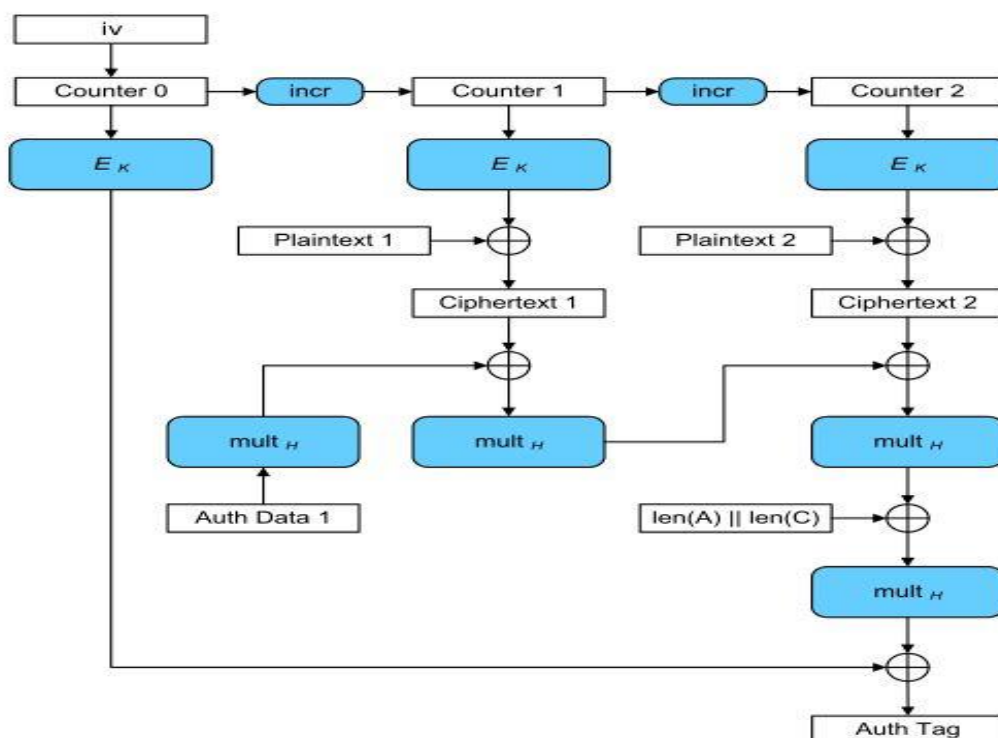 iv
Counter 0
incr
Counter 1
incr
Counter 2
E K
E K
E K
Plaintext 1
Plaintext 2
Ciphertext 1
Ciphertext 2
mult H
mult H
mult H
Auth Data 1
len(A) || len(C)
mult H
Auth Tag